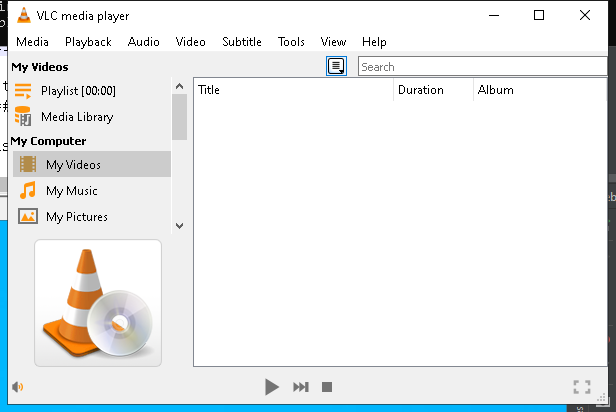 VLC media player
Media Playback Audio Video Subtitle Tools View Help
My Videos
Search
Playlist [00:00]
Media Library
My Computer
My Videos
My Music
My Pictures
Title Duration Album